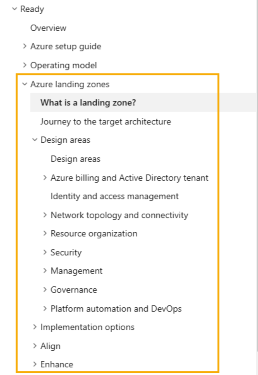 Ready
Overview
Azure setup guide
Operating model
Azure landing zones
What is a landing zone?
Journey to the target architecture
Design areas
Design areas
Azure billing and Active Directory tenant
Identity and access management
Network topology and connectivity
Resource organization
Security
Management
Governance
Platform automation and DevOps
Implementation options
Align
Enhance